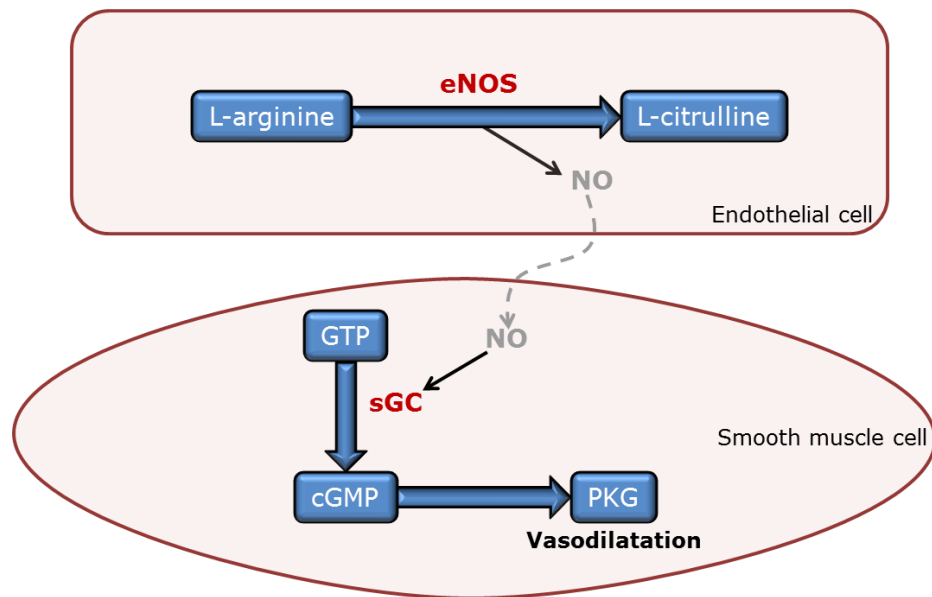 eNOS
L-arginine
L-citrulline
NO
Endothelial cell
GTP
NO
sGC
Smooth muscle cell
cGMP
PKG
Vasodilatation